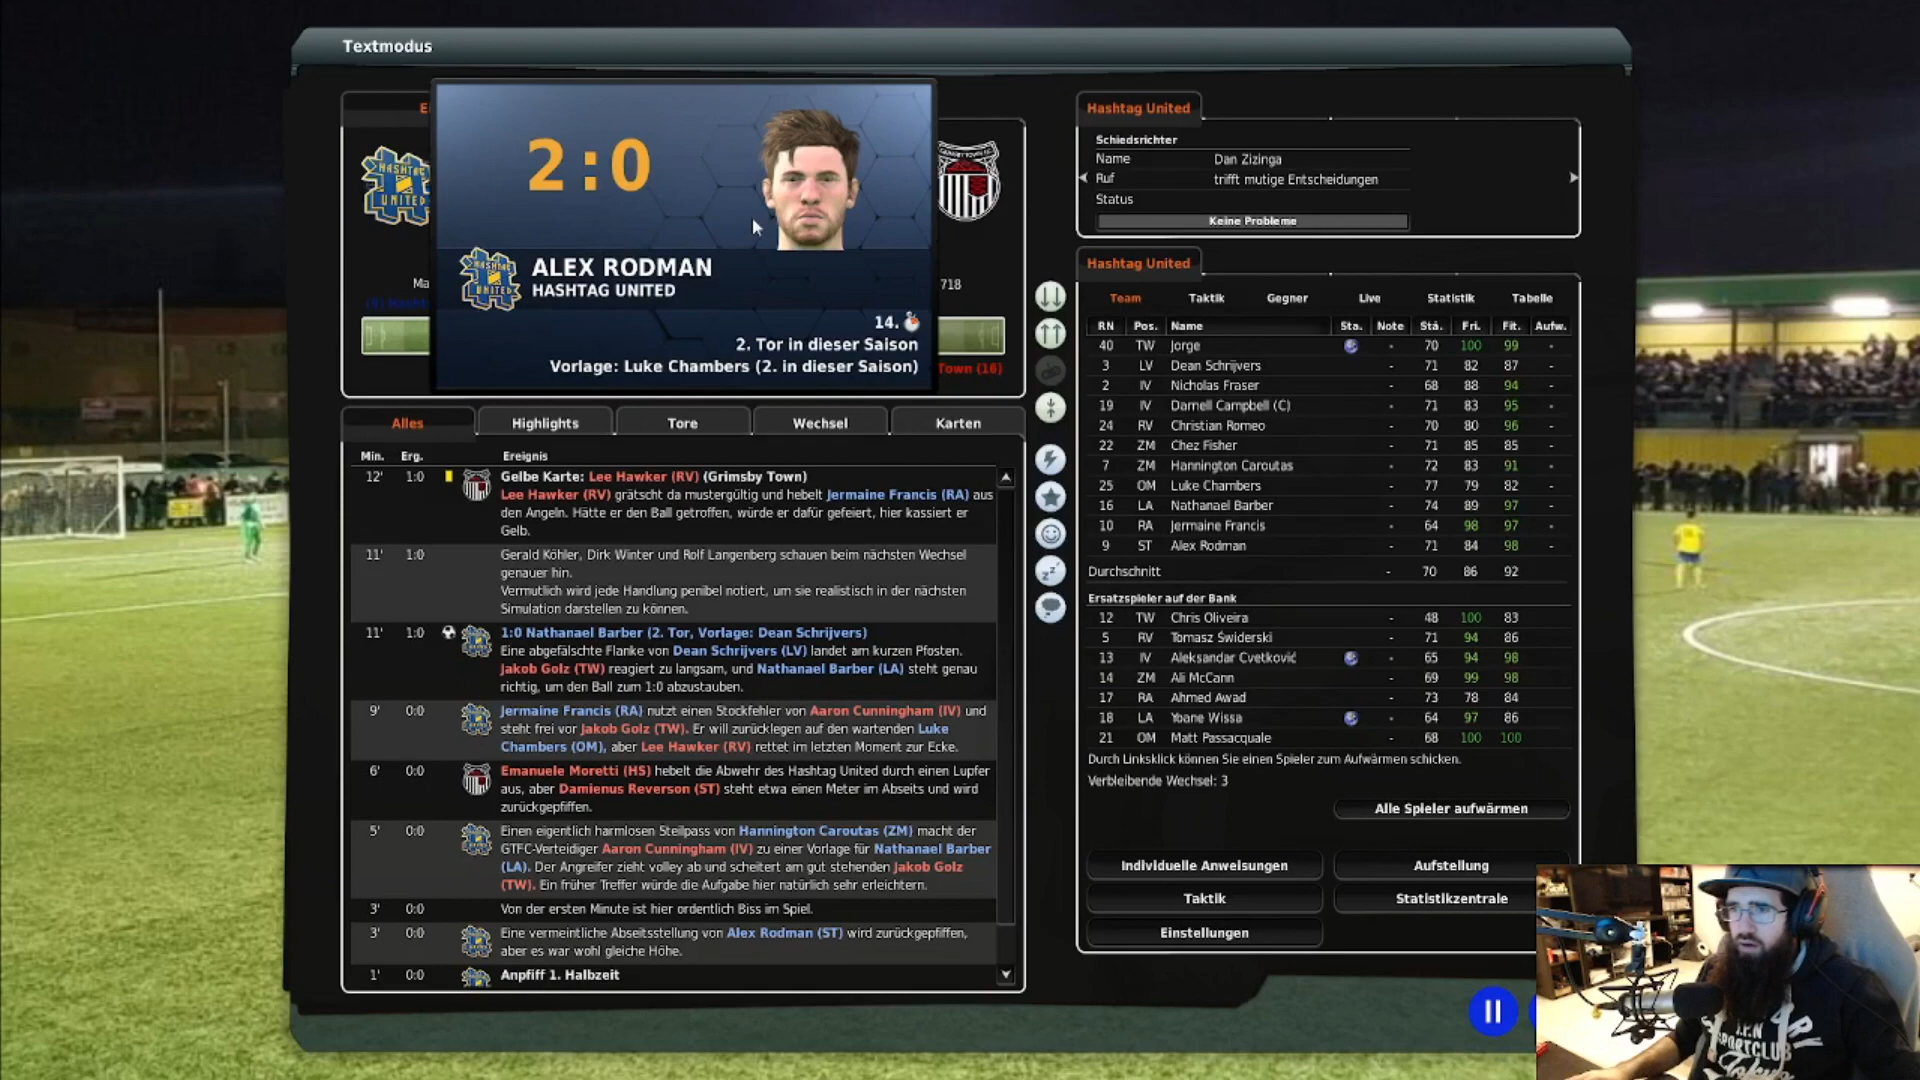 Textmodus
2 : 0
ALEX RODMAN
HASHTAG UNITED
14.
2. Tor in dieser Saison
Vorlage: Luke Chambers (2. in dieser Saison)
HASHTAG
UNITED
Ma
718
Town (16)
Alles
Highlights
Tore
Wechsel
Karten
Min. Erg. Ereignis
12' 1:0 Gelbe Karte: Lee Hawker (RV) (Grimsby Town)
Lee Hawker (RV) grätscht da mustergültig und hebelt Jermaine Francis (RA) aus
den Angeln. Hätte er den Ball getroffen, würde er dafür gefeiert, hier kassiert er
Gelb.
11' 1:0 Gerald Köhler, Dirk Winter und Rolf Langenberg schauen beim nächsten Wechsel
genauer hin.
Vermutlich wird jede Handlung penibel notiert, um sie realistisch in der nächsten
Simulation darstellen zu können.
11' 1:0 1:0 Nathanael Barber (2. Tor, Vorlage: Dean Schrijvers)
Eine abgefälschte Flanke von Dean Schrijvers (LV) landet am kurzen Pfosten.
Jakob Golz (TW) reagiert zu langsam, und Nathanael Barber (LA) steht genau
richtig, um den Ball zum 1:0 abzustauben.
9' 0:0 Jermaine Francis (RA) nutzt einen Stockfehler von Aaron Cunningham (IV) und
steht frei vor Jakob Golz (TW). Er will zurücklegen auf den wartenden Luke
Chambers (OM), aber Lee Hawker (RV) rettet im letzten Moment zur Ecke.
6' 0:0 Emanuele Moretti (HS) hebelt die Abwehr des Hashtag United durch einen Lupfer
aus, aber Damienus Reverson (ST) steht etwa einen Meter im Abseits und wird
zurückgepfiffen.
5' 0:0 Einen eigentlich harmlosen Steilpass von Hannington Caroutas (ZM) macht der
GTFC-Verteidiger Aaron Cunningham (IV) zu einer Vorlage für Nathanael Barber
(LA). Der Angreifer zieht volley ab und scheitert am gut stehenden Jakob Golz
(TW). Ein früher Treffer würde die Aufgabe hier natürlich sehr erleichtern.
3' 0:0 Von der ersten Minute ist hier ordentlich Biss im Spiel.
3' 0:0 Eine vermeintliche Abseitsstellung von Alex Rodman (ST) wird zurückgepfiffen,
aber es war wohl gleiche Höhe.
1' 0:0 Anpfiff 1. Halbzeit
Hashtag United
Schiedsrichter
Name Dan Zizinga
Ruf trifft mutige Entscheidungen
Status
Keine Probleme
Hashtag United
Team Taktik Gegner Live Statistik Tabelle
RN Pos. Name Sta. Note Stä. Fri. Fit. Aufw.
40 TW Jorge - 70 100 99 -
3 LV Dean Schrijvers - 71 82 87 -
2 IV Nicholas Fraser - 68 88 94 -
19 IV Darnell Campbell (C) - 71 83 95 -
24 RV Christian Romeo - 70 80 96 -
22 ZM Chez Fisher - 71 85 85 -
7 ZM Hannington Caroutas - 72 83 91 -
25 OM Luke Chambers - 77 79 82 -
16 LA Nathanael Barber - 74 89 97 -
10 RA Jermaine Francis - 64 98 97 -
9 ST Alex Rodman - 71 84 98 -
Durchschnitt - 70 86 92
Ersatzspieler auf der Bank
12 TW Chris Oliveira - 48 100 83
5 RV Tomasz Świderski - 71 94 86
13 IV Aleksandar Cvetković - 65 94 98
14 ZM Ali McCann - 69 99 98
17 RA Ahmed Awad - 73 78 84
18 LA Yoane Wissa - 64 97 86
21 OM Matt Passacquale - 68 100 100
Durch Linksklick können Sie einen Spieler zum Aufwärmen schicken.
Verbleibende Wechsel: 3
Alle Spieler aufwärmen
Individuelle Anweisungen
Aufstellung
Taktik
Statistikzentrale
Einstellungen
SPORTCLUB